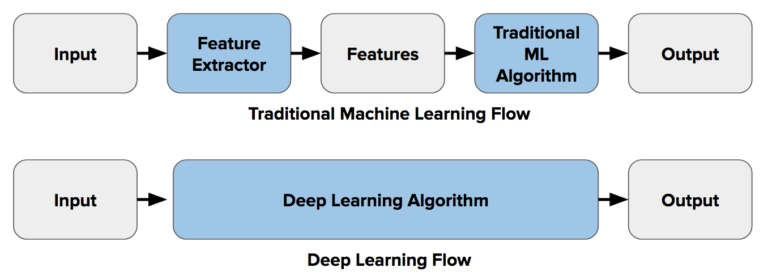 Input
Feature
Extractor
Features
Traditional
ML
Algorithm
Output
Traditional Machine Learning Flow
Input
Deep Learning Algorithm
Output
Deep Learning Flow